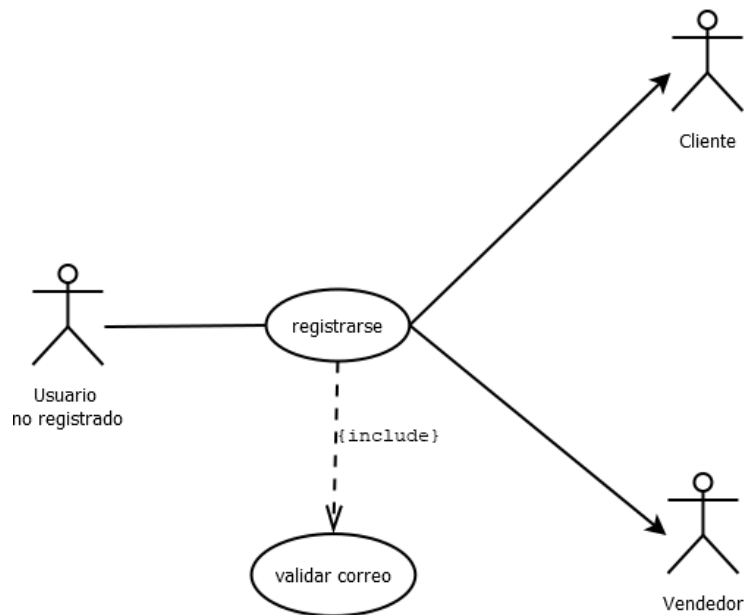 Cliente
registrarse
Usuario
no registrado
{include}
validar correo
Vendedor